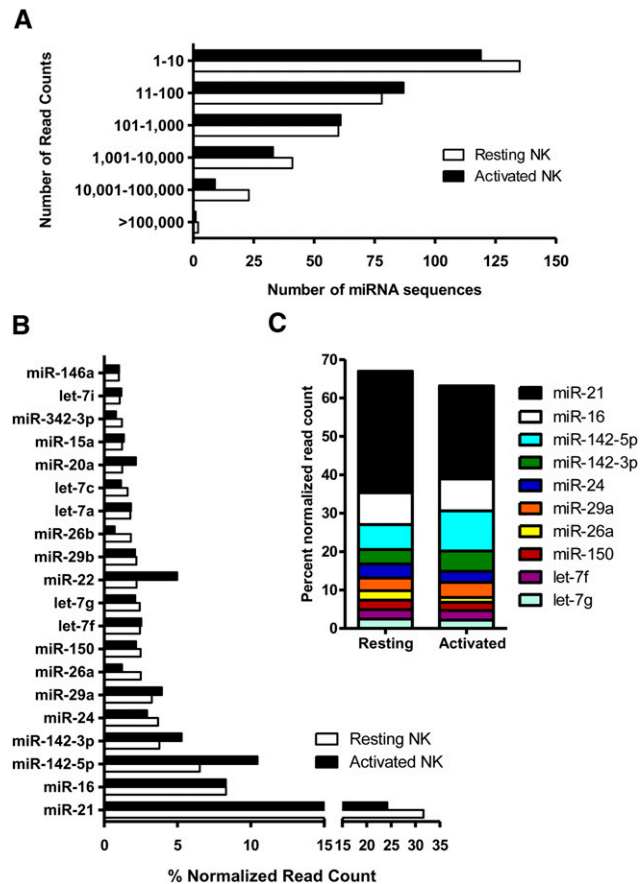 A
Number of Read Counts
1-10
11-100
101-1,000
1,001-10,000
10,001-100,000
>100,000
Resting NK
Activated NK
0 25 50 75 100 125 150
Number of miRNA sequences
B
miR-146a
let-7i
miR-342-3p
miR-15a
miR-20a
let-7c
let-7a
miR-26b
miR-29b
miR-22
let-7g
let-7f
miR-150
miR-26a
miR-29a
miR-24
miR-142-3p
miR-142-5p
miR-16
miR-21
Resting NK
Activated NK
0 5 10 15 15 20 25 30 35
% Normalized Read Count
C
Percent normalized read count
70
60
50
40
30
20
10
0
Resting Activated
miR-21
miR-16
miR-142-5p
miR-142-3p
miR-24
miR-29a
miR-26a
miR-150
let-7f
let-7g